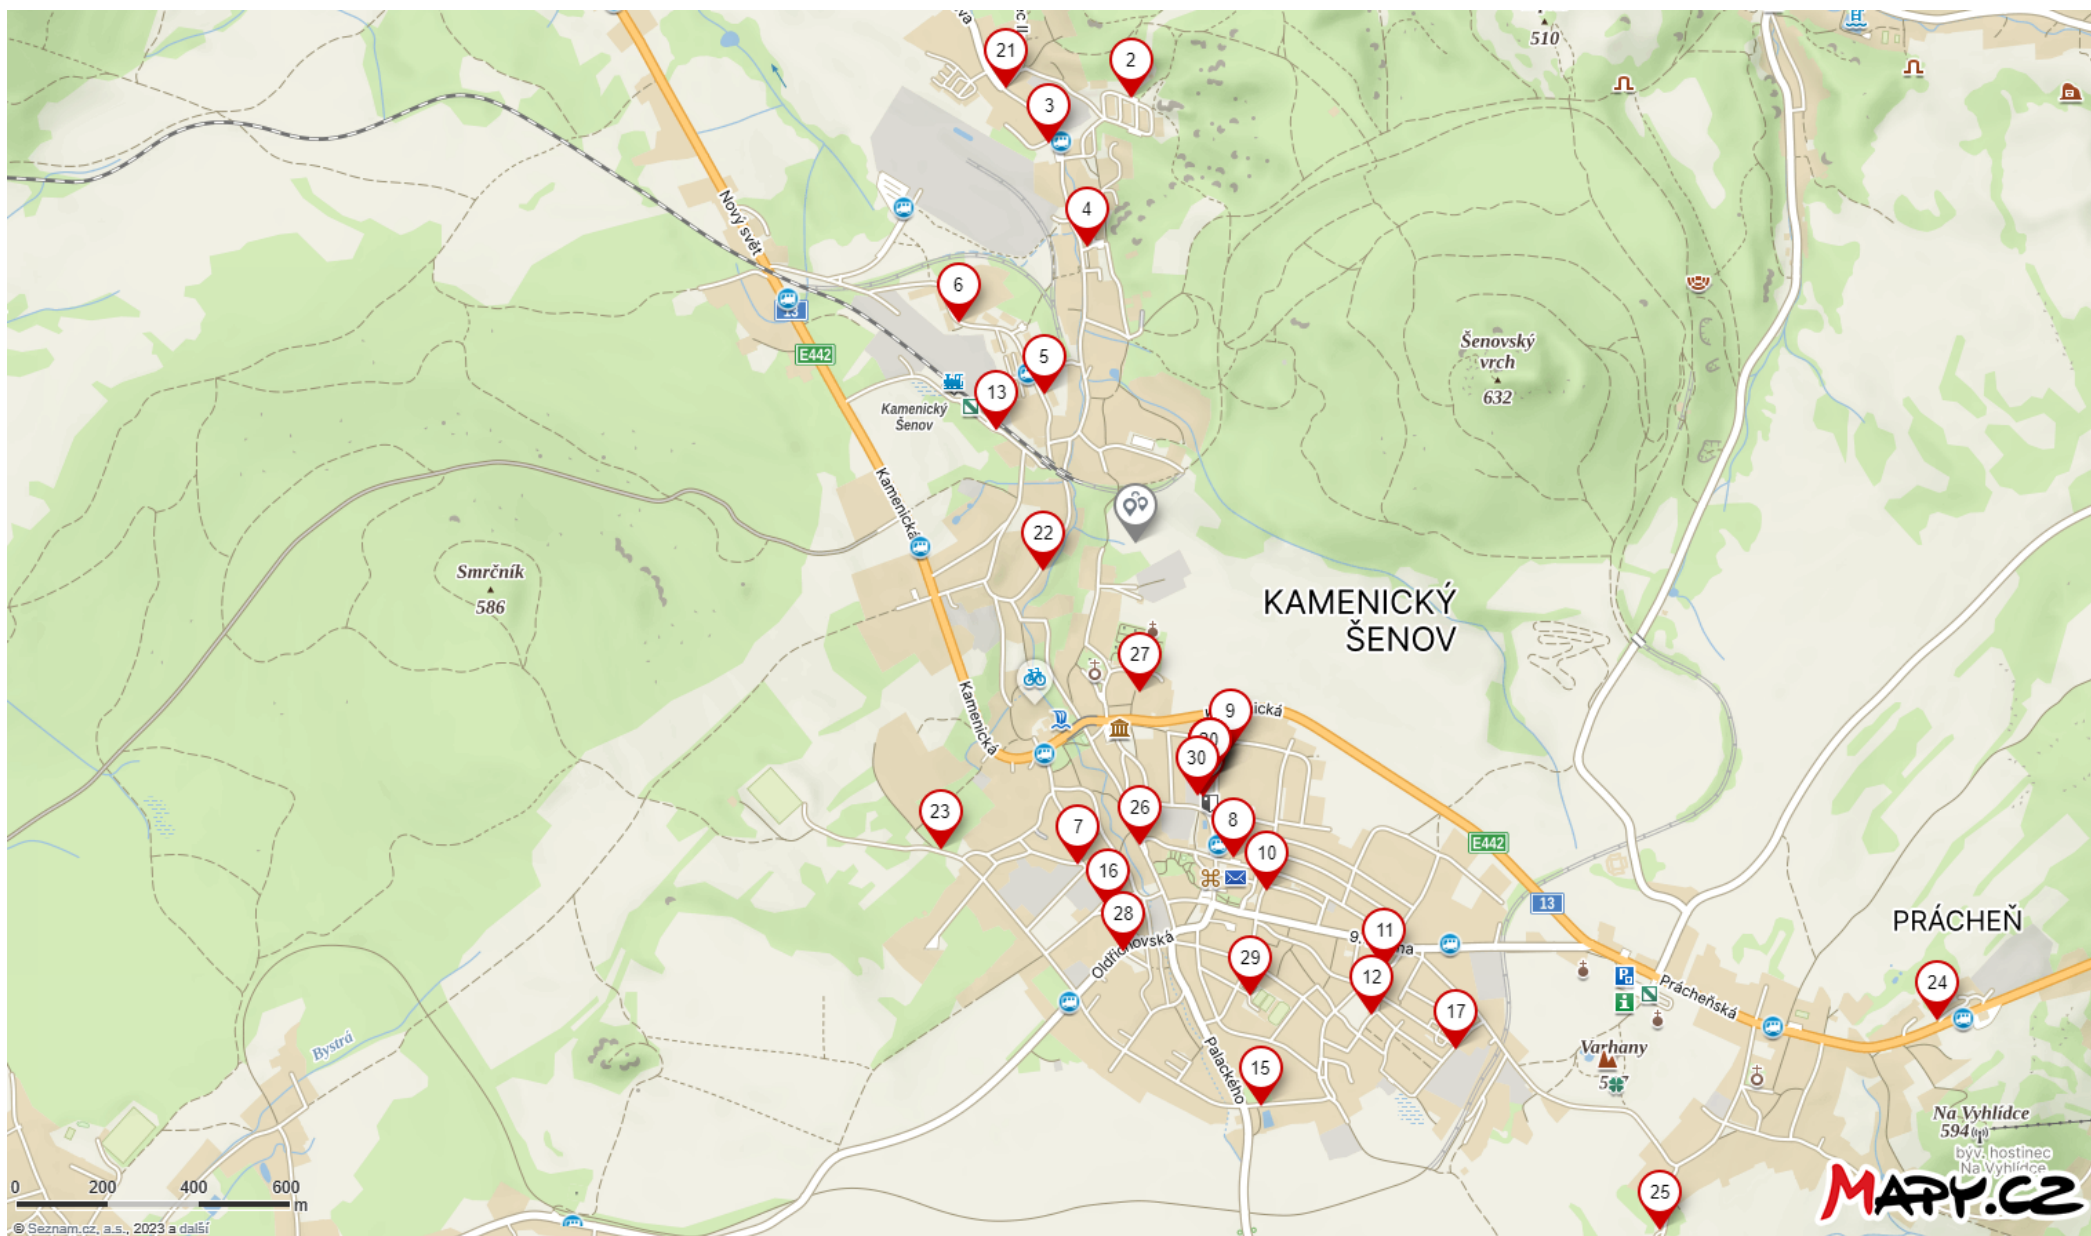 21
2
510
3
4
Nový svět
6
13
E442
5
13
Kamenický
Šenov
Šenovský
vrch
632
Kamenická
22
Smrčník
586
KAMENICKÝ
ŠENOV
27
Kamenická
9
30
23
7
26
8
10
E442
16
28
13
PRÁCHEŇ
Oldřichovská
11
29
12
24
17
Prácheňská
Bystrá
Varhany
Palackého
15
Na Vyhlídce
594
býv. hostinec
Na Vyhlídce
25
MAPY.CZ
0 200 400 600
m
© Seznam.cz, a.s., 2023 a další